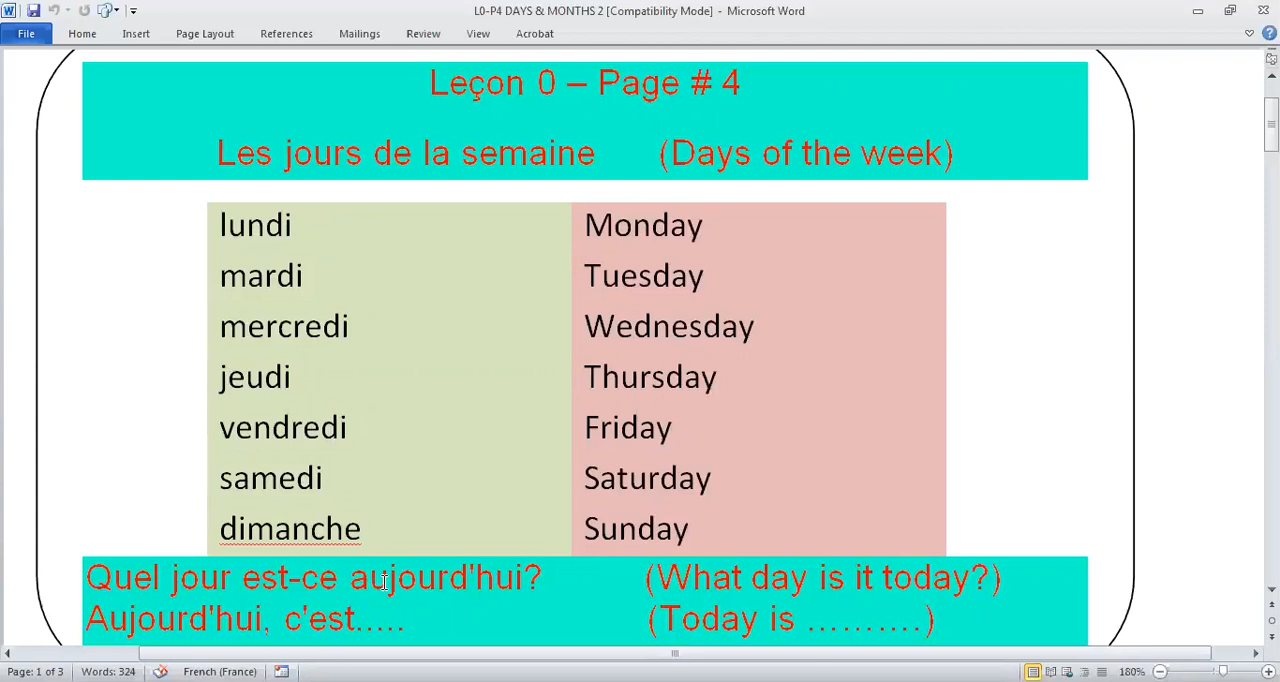 L0-P4 DAYS & MONTHS 2 [Compatibility Mode] - Microsoft Word
File Home Insert Page Layout References Mailings Review View Acrobat
Leçon 0 – Page # 4
Les jours de la semaine (Days of the week)
lundi Monday
mardi Tuesday
mercredi Wednesday
jeudi Thursday
vendredi Friday
samedi Saturday
dimanche Sunday
Quel jour est-ce aujourd'hui? (What day is it today?)
Aujourd'hui, c'est..... (Today is ……….)
Page: 1 of 3 Words: 324 French (France) 180%